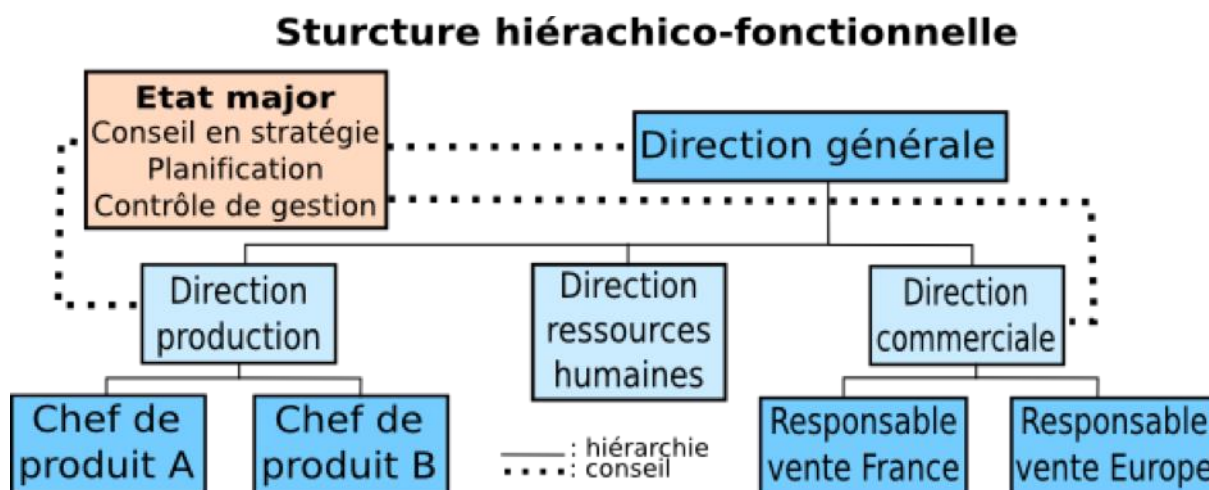 Sturcture hiérachico-fonctionnelle
Etat major
Conseil en stratégie
Planification
Contrôle de gestion
Direction générale
Direction
production
Direction
ressources
humaines
Direction
commerciale
Chef de
produit A
Chef de
produit B
: hiérarchie
: conseil
Responsable
vente France
Responsable
vente Europe